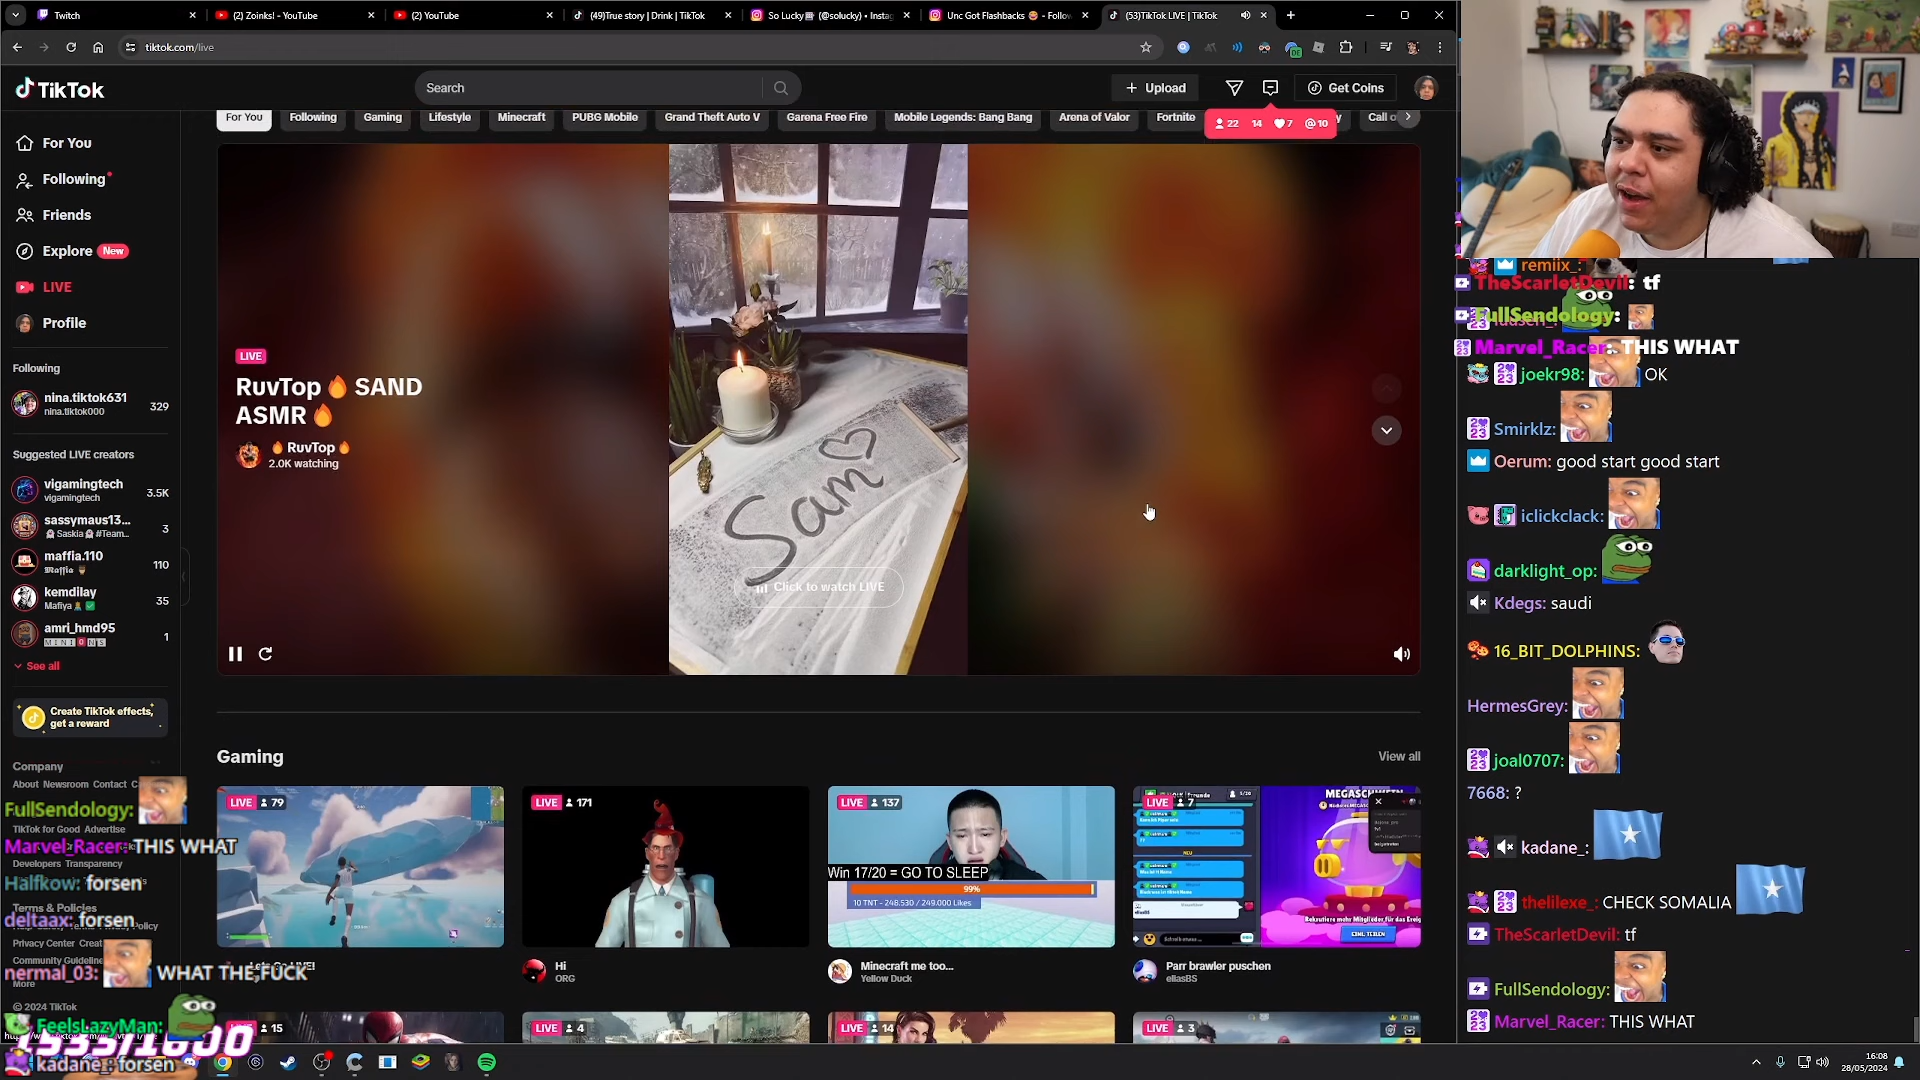 Twitch
(2) Zoinks! - YouTube
(2) YouTube
(49)True story | Drink | TikTok
So Lucky (@solucky) • Insta
Unc Got Flashbacks - Follow
(53)TikTok LIVE | TikTok
tiktok.com/live
TikTok
Search
Upload
Get Coins
For You
Following
Gaming
Lifestyle
Minecraft
PUBG Mobile
Grand Theft Auto V
Garena Free Fire
Mobile Legends: Bang Bang
Arena of Valor
Fortnite
22 14 7 @10
For You
Following
Friends
Explore New
LIVE
Profile
Following
nina.tiktok631
nina.tiktok000
329
Suggested LIVE creators
vigamingtech
vigamingtech
3.5K
sassymaus13...
Saskia #Team...
3
maffia.110
Maffia
110
kemdilay
Mafiya
35
amri_hmd95
MINIONS
1
See all
Create TikTok effects,
get a reward
Company
About Newsroom Contact
TikTok for Good Advertise
Developers Transparency
Terms & Policies
Privacy Center
Community Guidelines
More
© 2024 TikTok
LIVE
RuvTop SAND
ASMR
RuvTop
2.0K watching
Sam
Click to watch LIVE
Gaming
View all
LIVE 79
LIVE 171
Hi
ORG
LIVE 137
Win 17/20 = GO TO SLEEP
99%
10 TNT - 248.530 / 249.000 Likes
Minecraft me too...
Yellow Duck
LIVE 7
MEGASCHWEIN
Rekrutiere mehr Mitglieder für das Ereig
Parr brawler puschen
eliasBS
LIVE 15
LIVE 4
LIVE 14
LIVE 3
FullSendology:
Marvel_Racer: THIS WHAT
Halfkow: forsen
deltaax: forsen
nermal_03: WHAT THE FUCK
FeelsLazyMan:
kadane_: forsen
remiix_:
TheScarletDevil: tf
FullSendology:
Marvel_Racer: THIS WHAT
joekr98: OK
Smirklz:
Oerum: good start good start
iclickclack:
darklight_op:
Kdegs: saudi
16_BIT_DOLPHINS:
HermesGrey:
joal0707:
7668: ?
kadane_:
thelilexe_: CHECK SOMALIA
TheScarletDevil: tf
FullSendology:
Marvel_Racer: THIS WHAT
16:08
28/05/2024